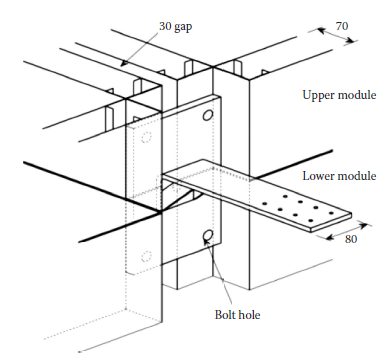 30 gap
70
Upper module
Lower module
80
Bolt hole